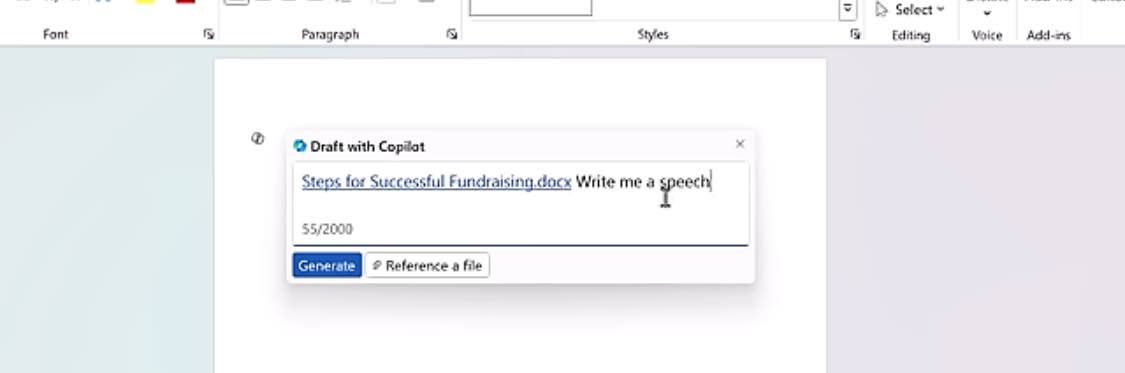 Select
Font
Paragraph
Styles
Editing
Voice
Add-ins
Draft with Copilot
Steps for Successful Fundraising.docx Write me a speech
55/2000
Generate
Reference a file